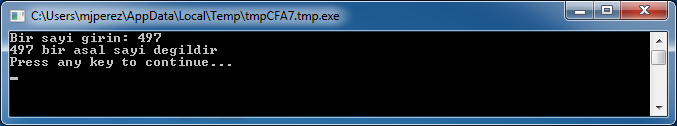 C:\Users\mjperez\AppData\Local\Temp\tmpCFA7.tmp.exe
Bir sayi girin: 497
497 bir asal sayi degildir
Press any key to continue...